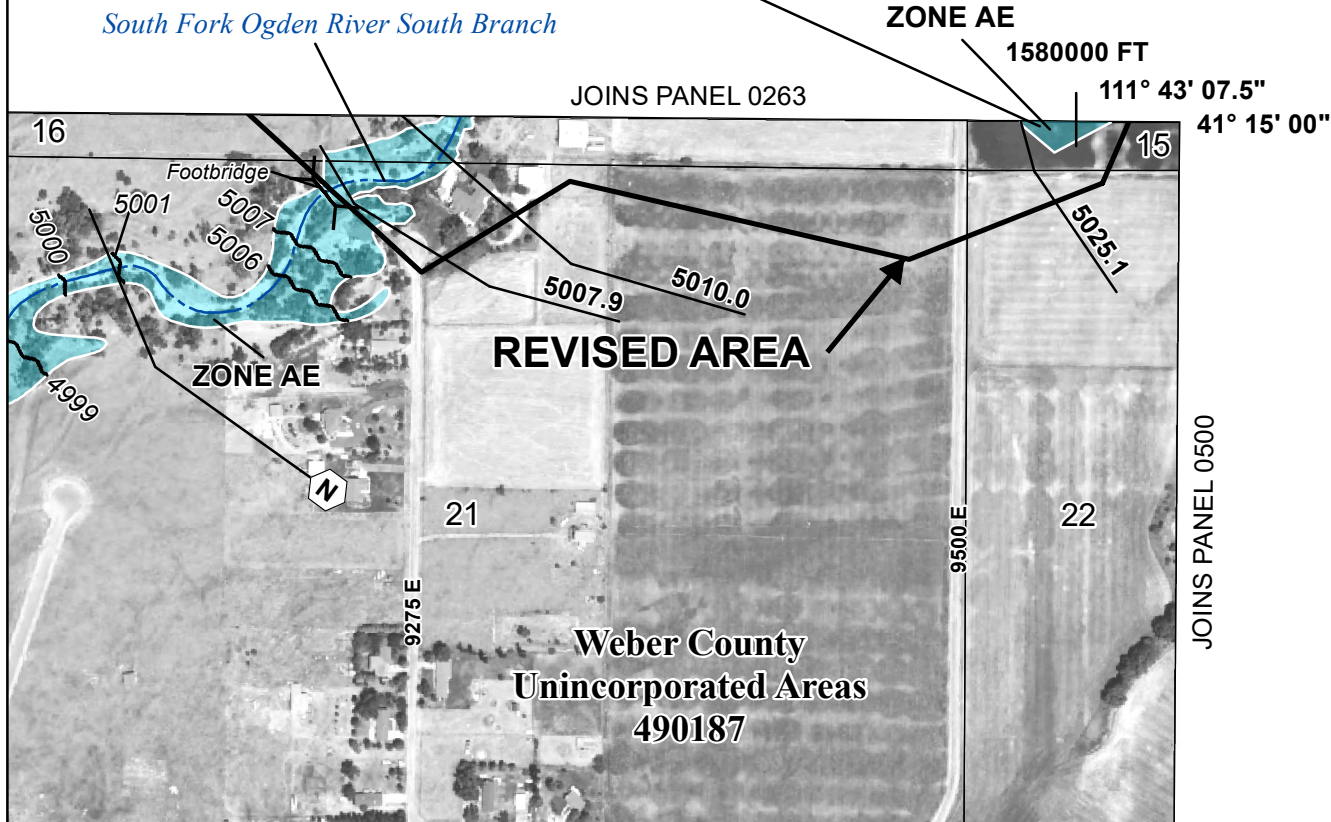 South Fork Ogden River South Branch
ZONE AE
1580000 FT
JOINS PANEL 0263
111° 43' 07.5"
41° 15' 00"
16
15
Footbridge
5001
5007
5000
5006
5025.1
5007.9
5010.0
REVISED AREA
ZONE AE
4999
N
21
22
JOINS PANEL 0500
9500 E
9275 E
Weber County
Unincorporated Areas
490187